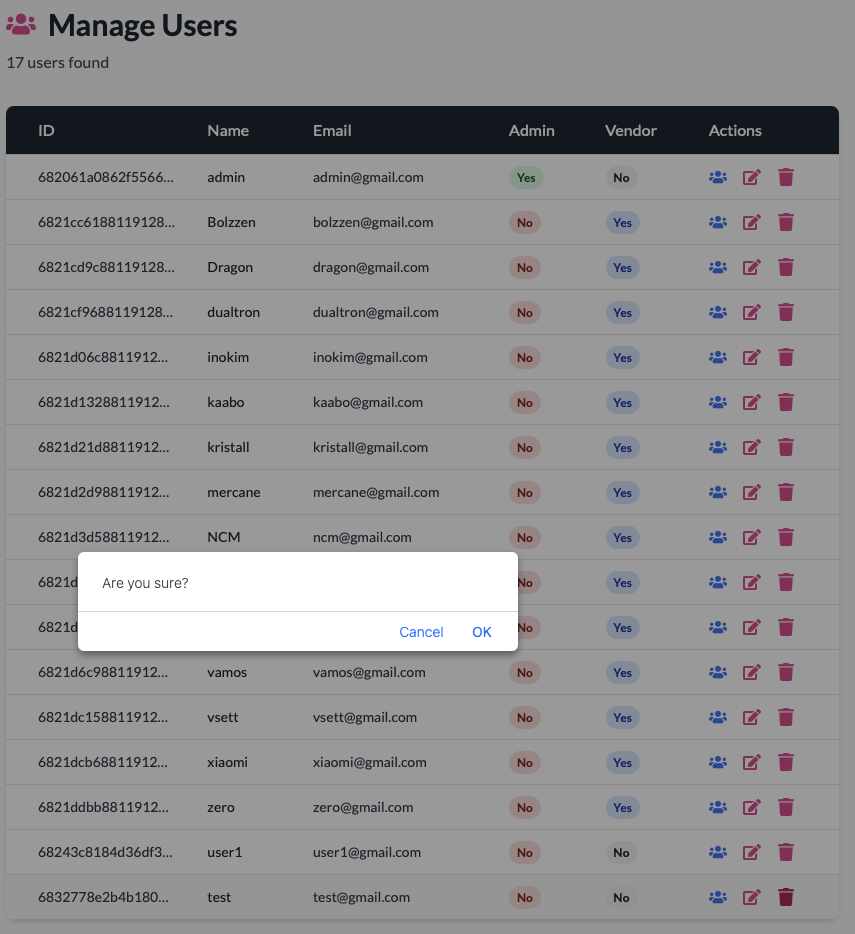 Manage Users
17 users found
ID Name Email Admin Vendor Actions
682061a0862f5566... admin admin@gmail.com Yes No
6821cc6188119128... Bolzzen bolzzen@gmail.com No Yes
6821cd9c88119128... Dragon dragon@gmail.com No Yes
6821cf9688119128... dualtron dualtron@gmail.com No Yes
6821d06c8811912... inokim inokim@gmail.com No Yes
6821d1328811912... kaabo kaabo@gmail.com No Yes
6821d21d8811912... kristall kristall@gmail.com No Yes
6821d2d98811912... mercane mercane@gmail.com No Yes
6821d3d58811912... NCM ncm@gmail.com No Yes
6821d No Yes
Are you sure?
6821d No Yes
Cancel OK
6821d6c98811912... vamos vamos@gmail.com No Yes
6821dc158811912... vsett vsett@gmail.com No Yes
6821dcb68811912... xiaomi xiaomi@gmail.com No Yes
6821ddbb8811912... zero zero@gmail.com No Yes
68243c8184d36df3... user1 user1@gmail.com No No
6832778e2b4b180... test test@gmail.com No No